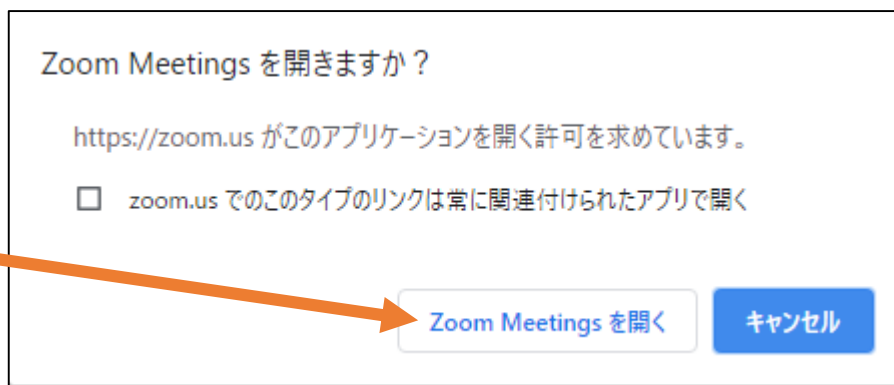 Zoom Meetings を開きますか？
https://zoom.us がこのアプリケーションを開く許可を求めています。
zoom.us でのこのタイプのリンクは常に関連付けられたアプリで開く
Zoom Meetings を開く
キャンセル